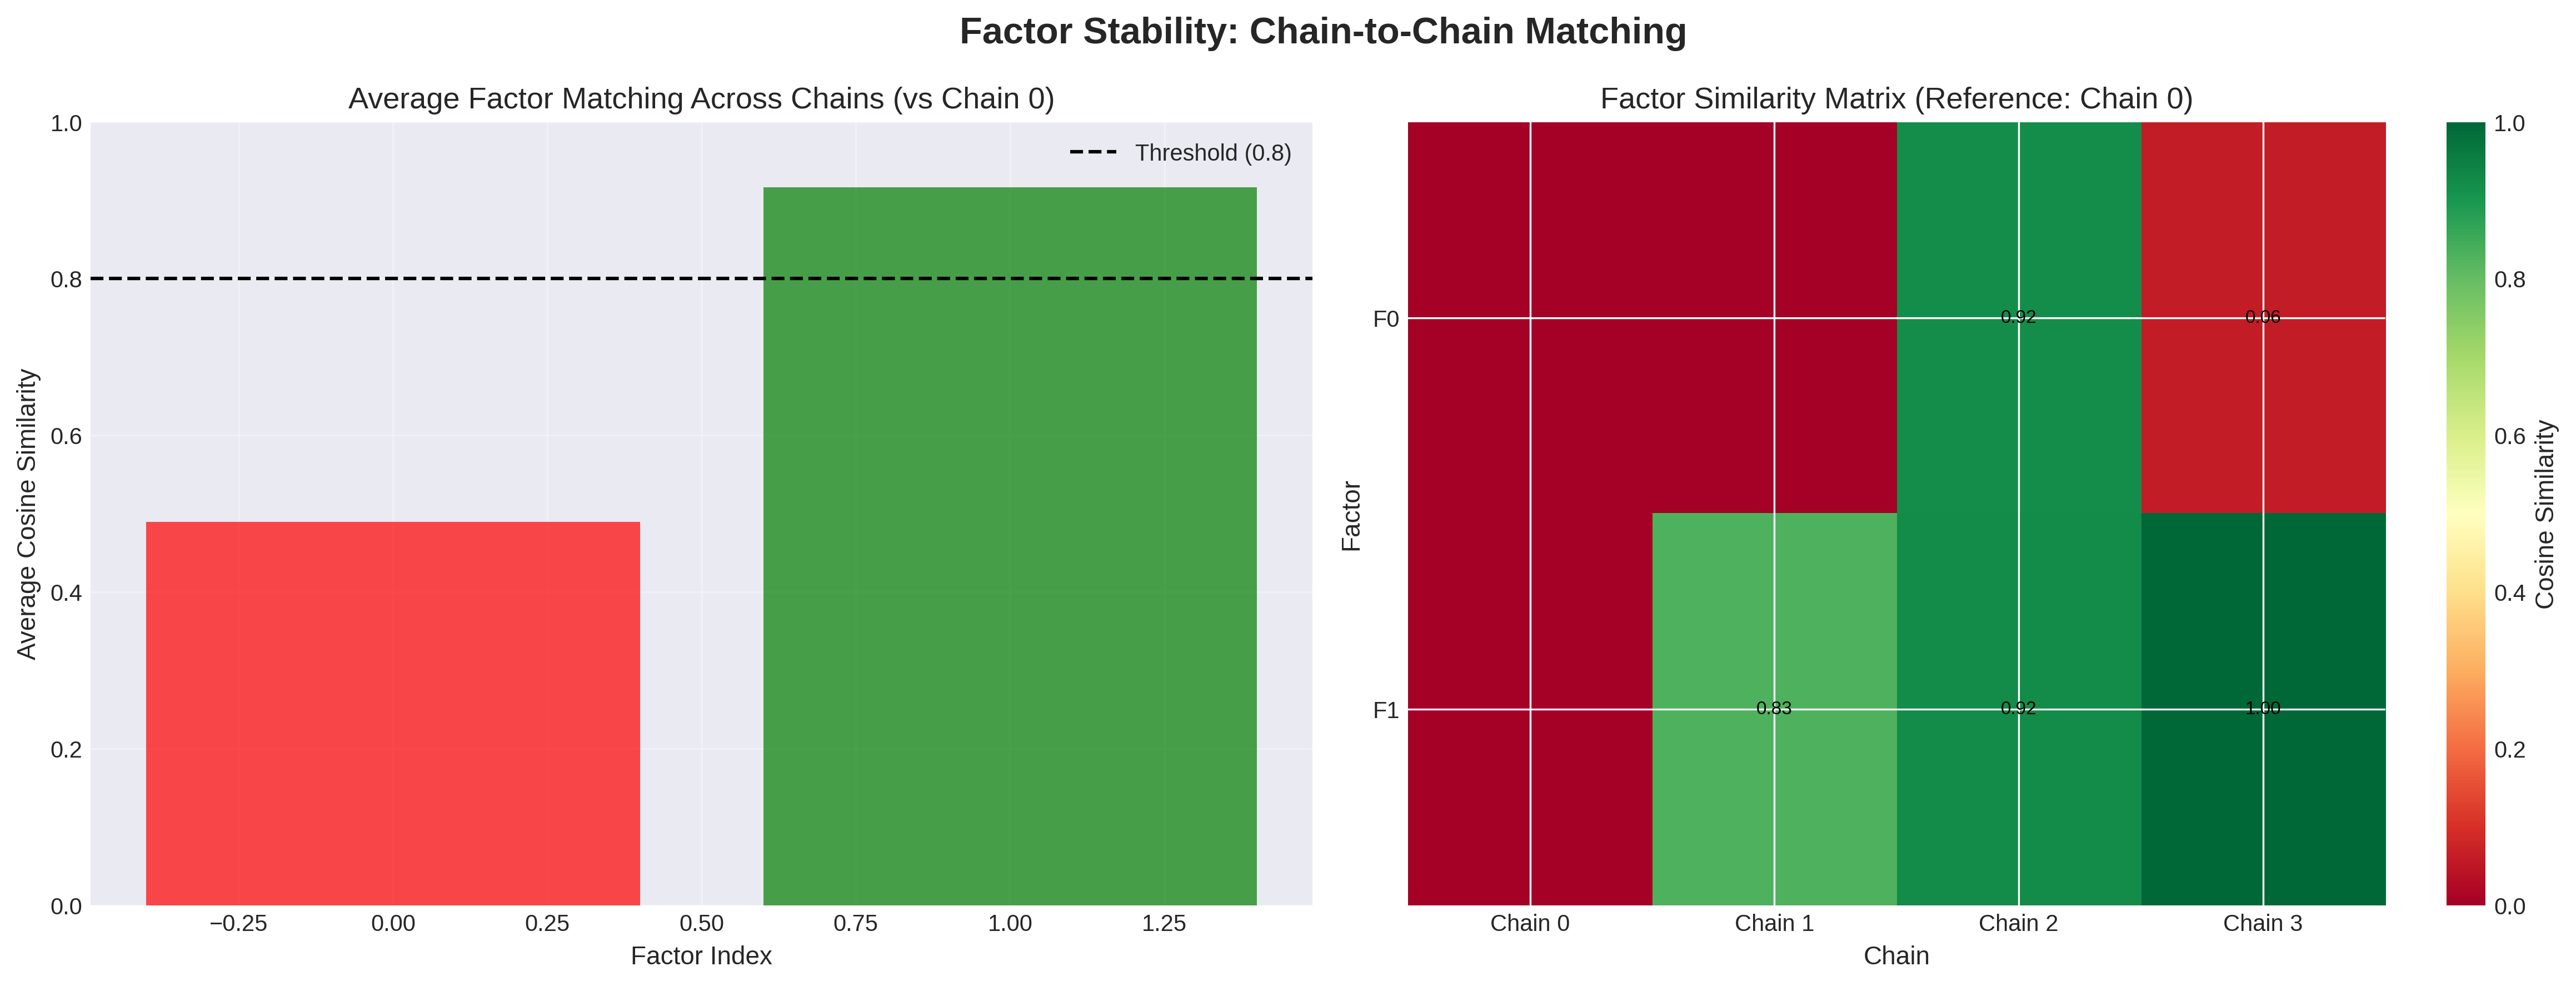 Factor Stability: Chain-to-Chain Matching
Average Factor Matching Across Chains (vs Chain 0)
1.0
0.8
0.6
0.4
0.2
0.0
Average Cosine Similarity
Threshold (0.8)
−0.25
0.00
0.25
0.50
0.75
1.00
1.25
Factor Index
Factor Similarity Matrix (Reference: Chain 0)
Factor
F0
0.92
0.06
F1
0.83
0.92
1.00
Chain 0
Chain 1
Chain 2
Chain 3
Chain
1.0
0.8
0.6
0.4
0.2
0.0
Cosine Similarity